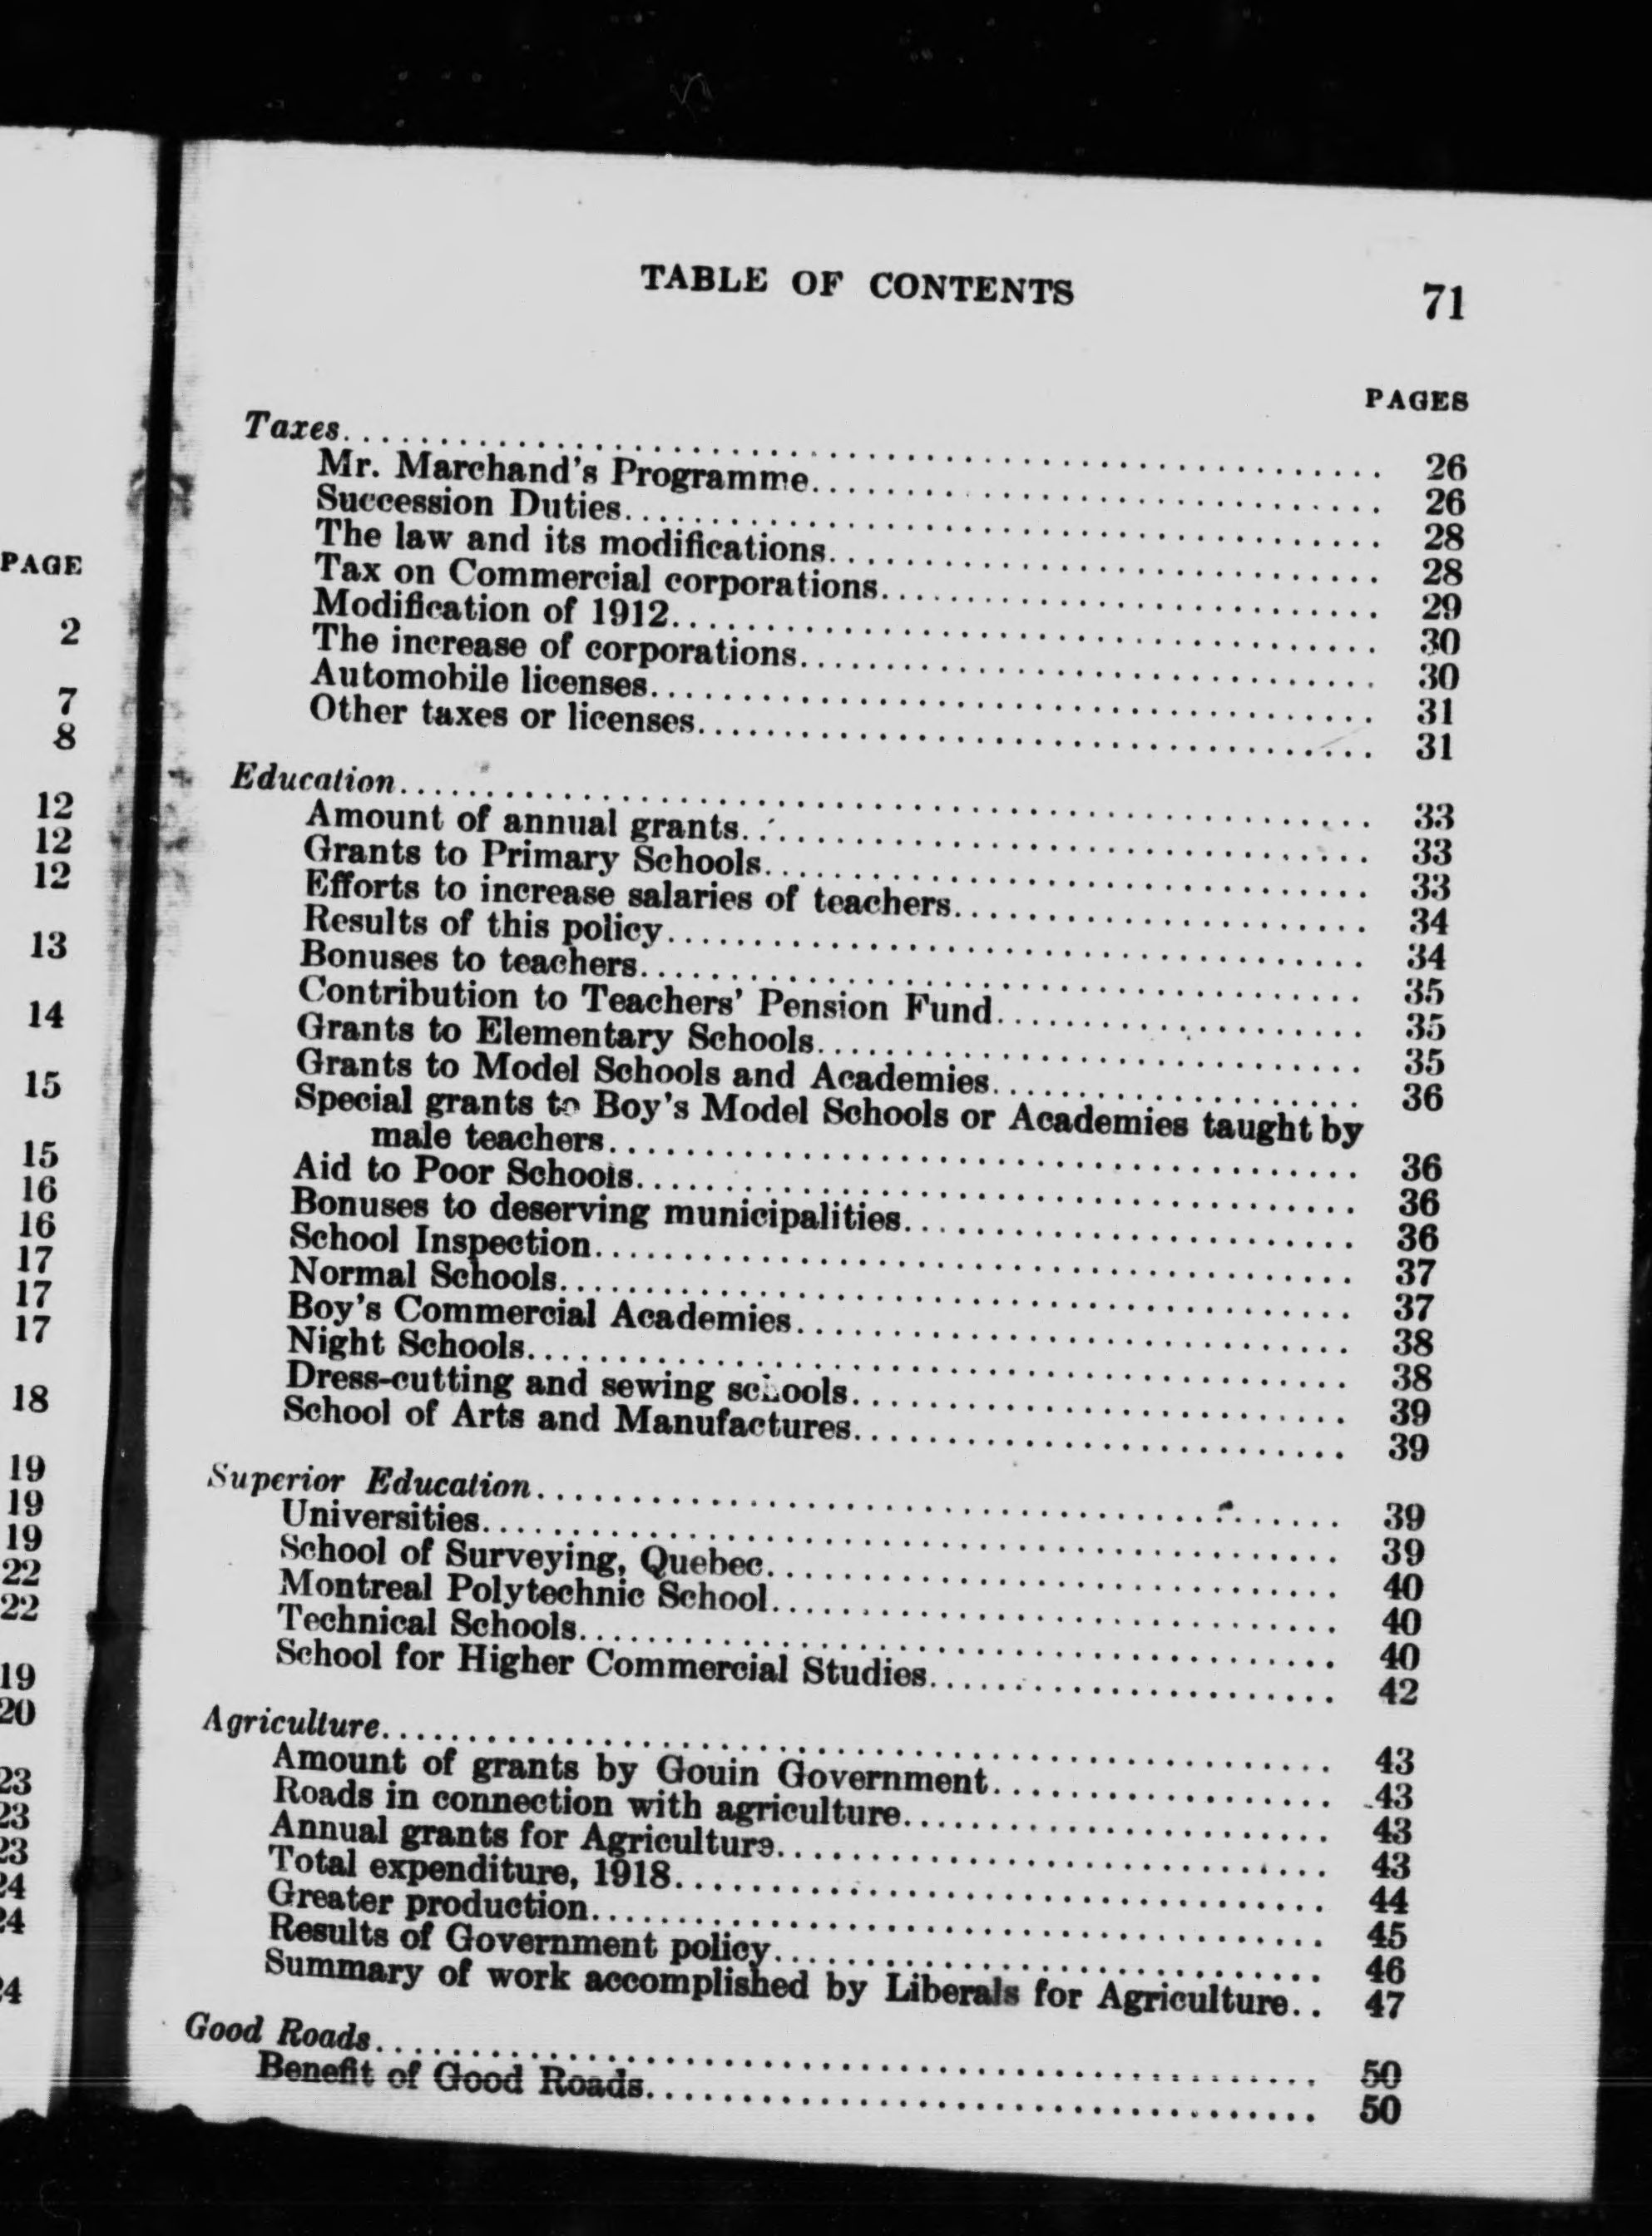 TABLE OF CONTENTS 71
PAGES
Taxes 26
Mr. Marchand's Programme 26
Succession Duties 28
The law and its modifications 28
Tax on Commercial corporations 29
Modification of 1912 30
The increase of corporations 30
Automobile licenses 31
Other taxes or licenses 31
Education 33
Amount of annual grants 33
Grants to Primary Schools 33
Efforts to increase salaries of teachers 34
Results of this policy 34
Bonuses to teachers 35
Contribution to Teachers' Pension Fund 35
Grants to Elementary Schools 35
Grants to Model Schools and Academies 36
Special grants to Boy's Model Schools or Academies taught by
male teachers 36
Aid to Poor Schools 36
Bonuses to deserving municipalities 36
School Inspection 37
Normal Schools 37
Boy's Commercial Academies 38
Night Schools 38
Dress-cutting and sewing schools 39
School of Arts and Manufactures 39
Superior Education 39
Universities 39
School of Surveying, Quebec 40
Montreal Polytechnic School 40
Technical Schools 40
School for Higher Commercial Studies 42
Agriculture 43
Amount of grants by Gouin Government 43
Roads in connection with agriculture 43
Annual grants for Agriculture 43
Total expenditure, 1918 44
Greater production 45
Results of Government policy 46
Summary of work accomplished by Liberals for Agriculture 47
Good Roads 50
Benefit of Good Roads 50
PAGE
2
7
8
12
12
12
13
14
15
15
16
16
17
17
17
18
19
19
19
22
22
19
20
23
23
23